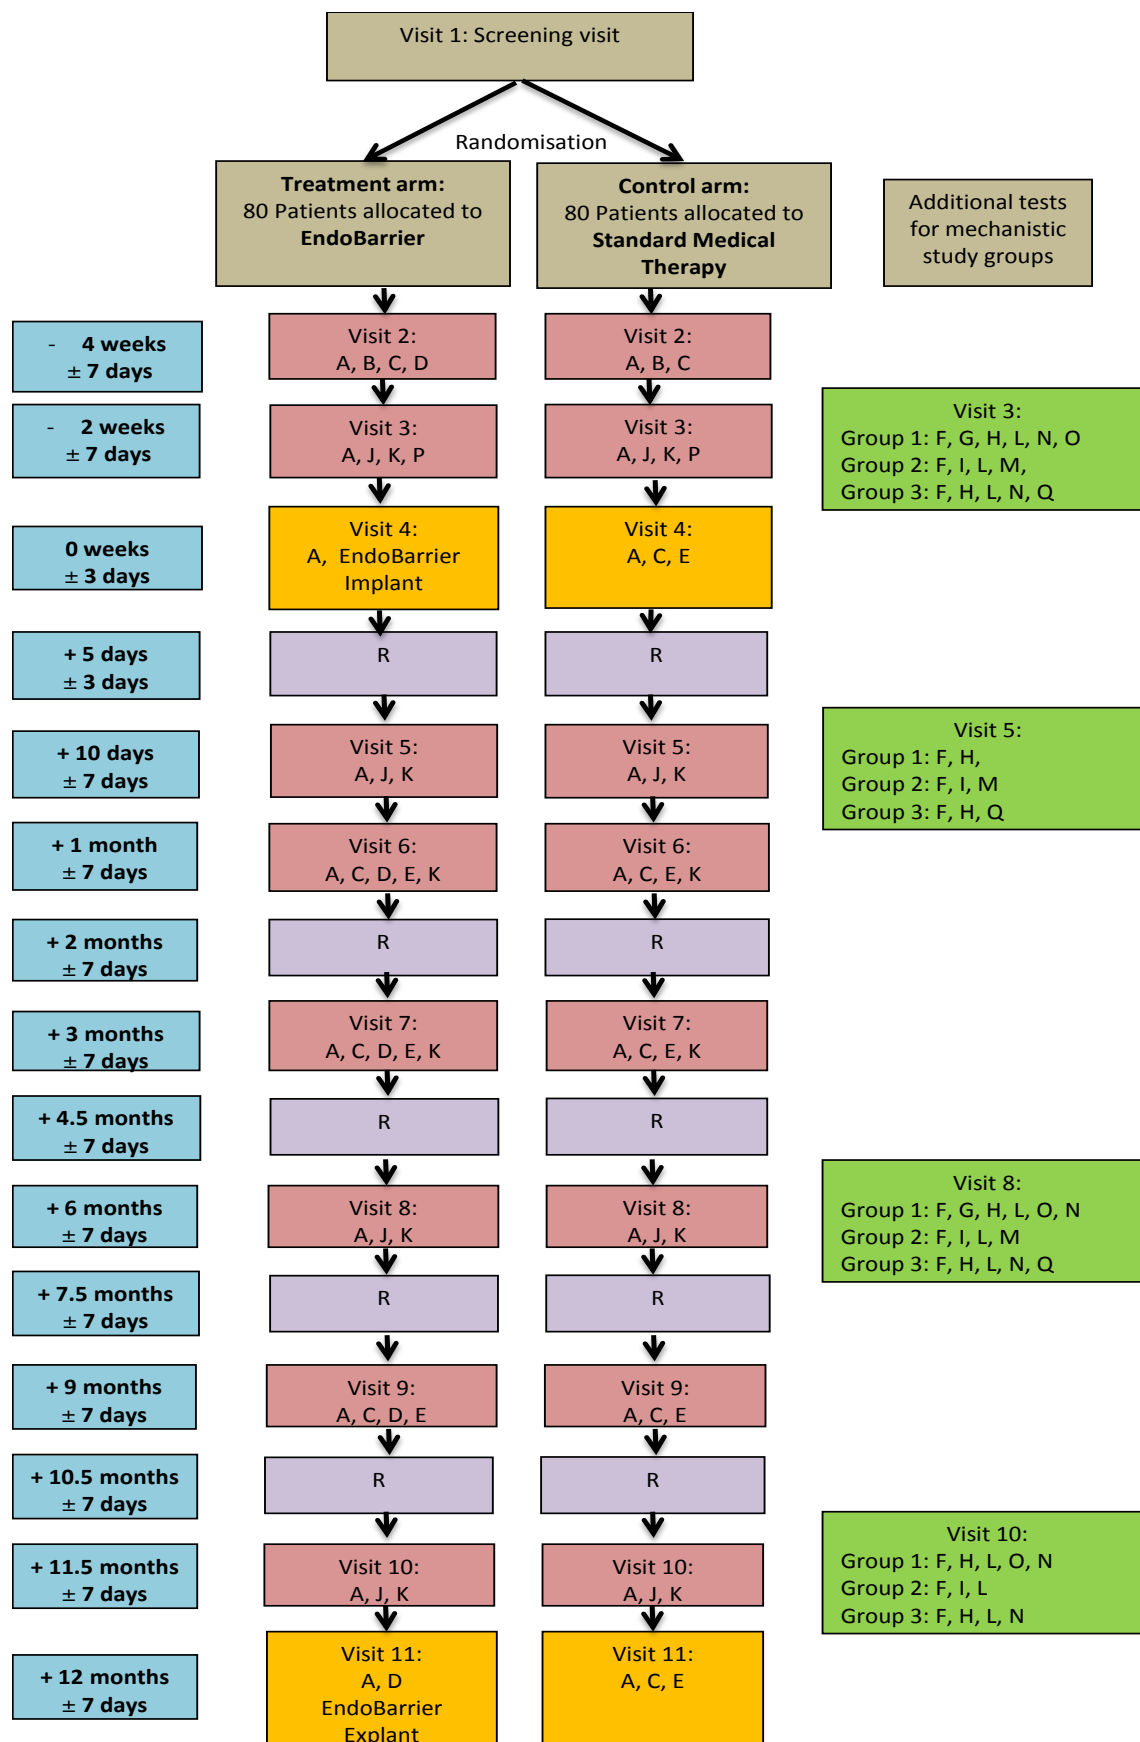 Visit 1: Screening visit
Randomisation
Treatment arm:
80 Patients allocated to
EndoBarrier
Control arm:
80 Patients allocated to
Standard Medical
Therapy
Additional tests
for mechanistic
study groups
- 4 weeks
± 7 days
Visit 2:
A, B, C, D
Visit 2:
A, B, C
- 2 weeks
± 7 days
Visit 3:
A, J, K, P
Visit 3:
A, J, K, P
Visit 3:
Group 1: F, G, H, L, N, O
Group 2: F, I, L, M,
Group 3: F, H, L, N, Q
0 weeks
± 3 days
Visit 4:
A, EndoBarrier
Implant
Visit 4:
A, C, E
+ 5 days
± 3 days
R
R
+ 10 days
± 7 days
Visit 5:
A, J, K
Visit 5:
A, J, K
Visit 5:
Group 1: F, H,
Group 2: F, I, M
Group 3: F, H, Q
+ 1 month
± 7 days
Visit 6:
A, C, D, E, K
Visit 6:
A, C, E, K
+ 2 months
± 7 days
R
R
+ 3 months
± 7 days
Visit 7:
A, C, D, E, K
Visit 7:
A, C, E, K
+ 4.5 months
± 7 days
R
R
+ 6 months
± 7 days
Visit 8:
A, J, K
Visit 8:
A, J, K
Visit 8:
Group 1: F, G, H, L, O, N
Group 2: F, I, L, M
Group 3: F, H, L, N, Q
+ 7.5 months
± 7 days
R
R
+ 9 months
± 7 days
Visit 9:
A, C, D, E
Visit 9:
A, C, E
+ 10.5 months
± 7 days
R
R
+ 11.5 months
± 7 days
Visit 10:
A, J, K
Visit 10:
A, J, K
Visit 10:
Group 1: F, H, L, O, N
Group 2: F, I, L
Group 3: F, H, L, N
+ 12 months
± 7 days
Visit 11:
A, D
EndoBarrier
Explant
Visit 11:
A, C, E